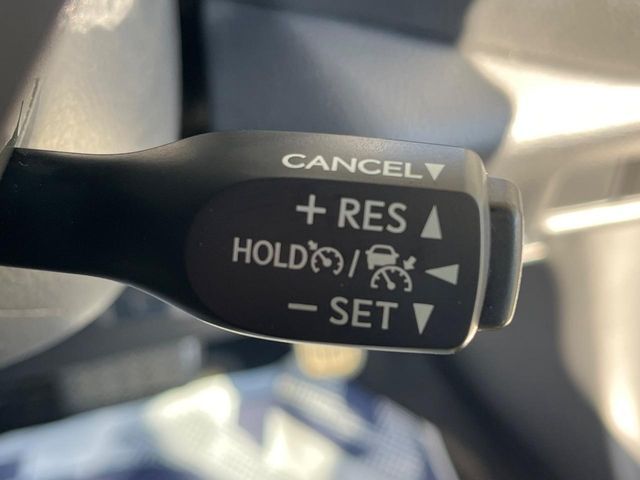 CANCEL▼
+ RES ▲
HOLD / ◀
− SET ▼